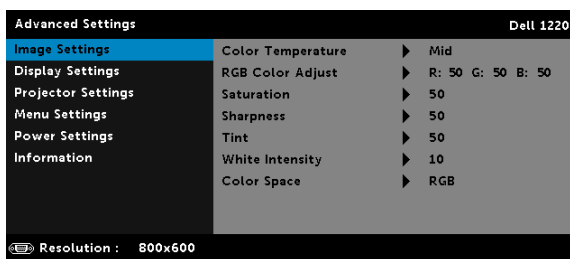 Advanced Settings Dell 1220
Image Settings Color Temperature Mid
Display Settings RGB Color Adjust R: 50 G: 50 B: 50
Projector Settings Saturation 50
Menu Settings Sharpness 50
Power Settings Tint 50
Information White Intensity 10
Color Space RGB
Resolution : 800x600